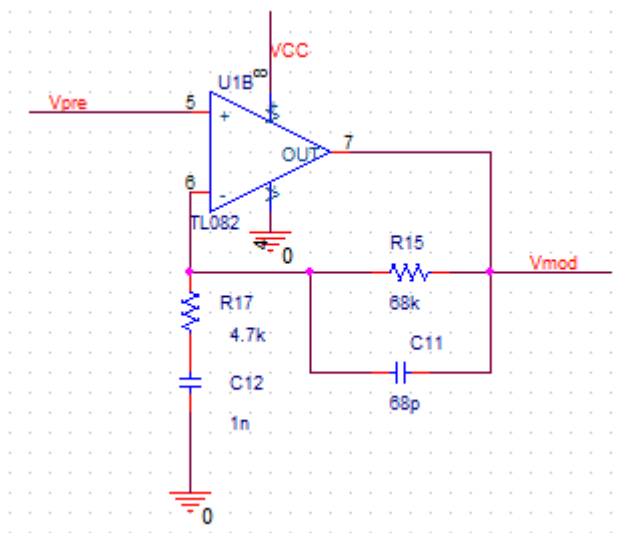 VCC
U1B
8
Vpre
5
+
V+
7
OUT
6
-
V-
TL082
4
0
R15
Vmod
68k
R17
4.7k
C11
C12
68p
1n
0